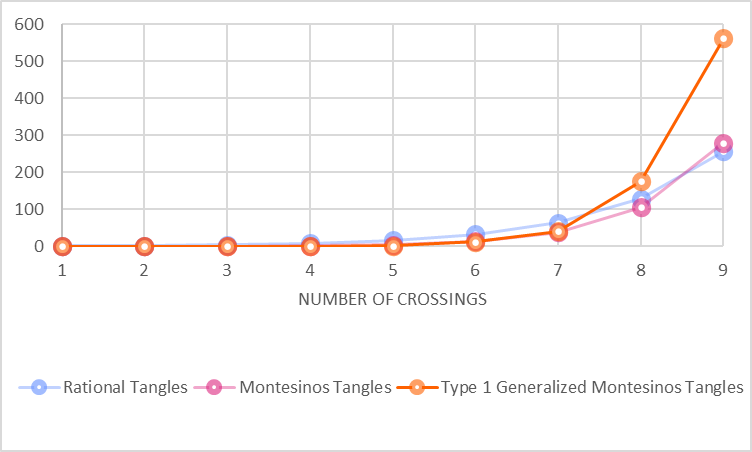 600
500
400
300
200
100
0
1 2 3 4 5 6 7 8 9
NUMBER OF CROSSINGS
Rational Tangles Montesinos Tangles Type 1 Generalized Montesinos Tangles